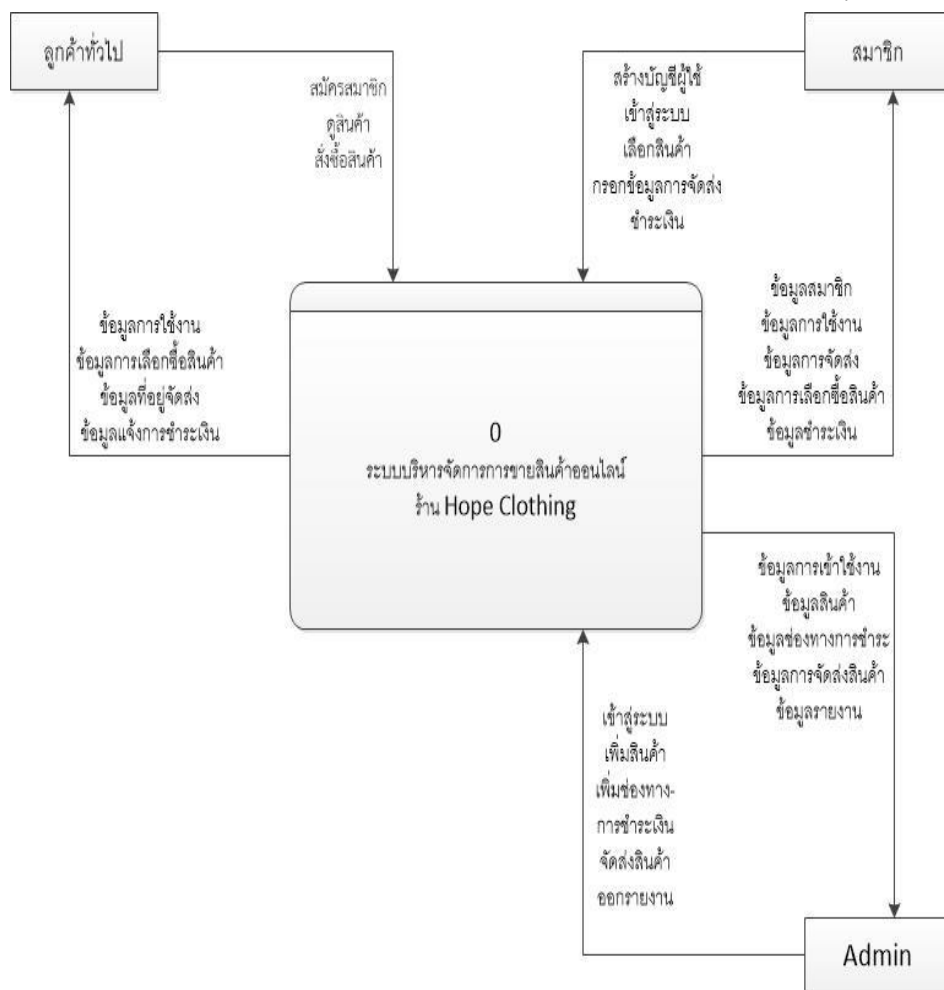 ลูกค้าทั่วไป
สมาชิก
สมัครสมาชิก
ดูสินค้า
สั่งซื้อสินค้า
สร้างบัญชีผู้ใช้
เข้าสู่ระบบ
เลือกสินค้า
กรอกข้อมูลการจัดส่ง
ชำระเงิน
ข้อมูลการใช้งาน
ข้อมูลการเลือกซื้อสินค้า
ข้อมูลที่อยู่จัดส่ง
ข้อมูลแจ้งการชำระเงิน
ข้อมูลสมาชิก
ข้อมูลการใช้งาน
ข้อมูลการจัดส่ง
ข้อมูลการเลือกซื้อสินค้า
ข้อมูลชำระเงิน
0
ระบบบริหารจัดการการขายสินค้าออนไลน์
ร้าน Hope Clothing
ข้อมูลการเข้าใช้งาน
ข้อมูลสินค้า
ข้อมูลช่องทางการชำระ
ข้อมูลการจัดส่งสินค้า
ข้อมูลรายงาน
เข้าสู่ระบบ
เพิ่มสินค้า
เพิ่มช่องทาง-
การชำระเงิน
จัดส่งสินค้า
ออกรายงาน
Admin